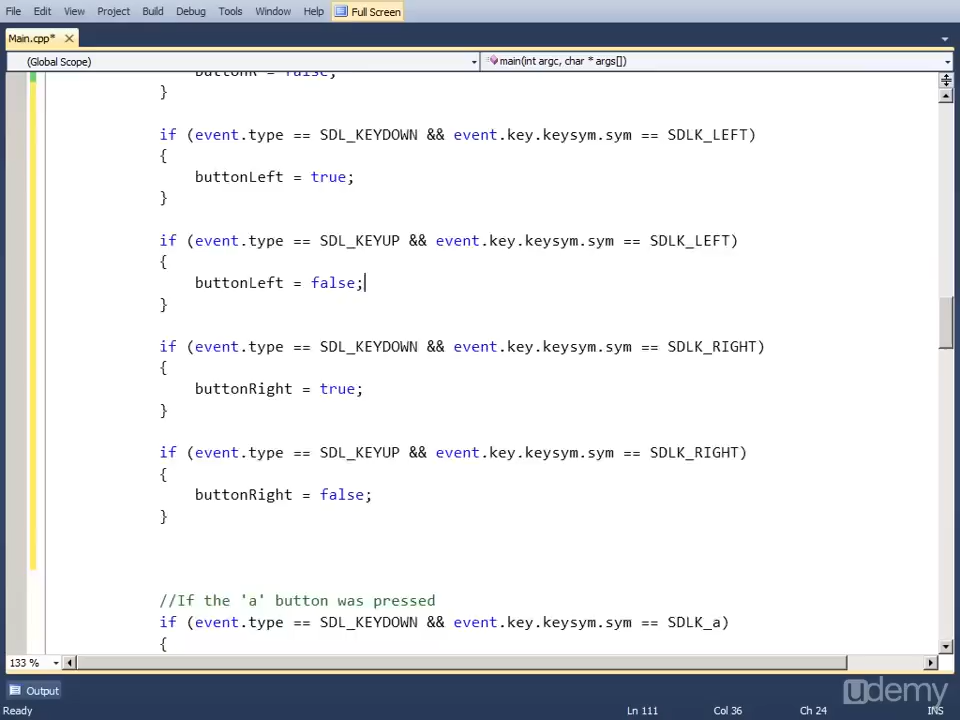 File Edit View Project Build Debug Tools Window Help Full Screen
Main.cpp*
(Global Scope) main(int argc, char * args[])
buttonR = false;
}
if (event.type == SDL_KEYDOWN && event.key.keysym.sym == SDLK_LEFT)
{
buttonLeft = true;
}
if (event.type == SDL_KEYUP && event.key.keysym.sym == SDLK_LEFT)
{
buttonLeft = false;
}
if (event.type == SDL_KEYDOWN && event.key.keysym.sym == SDLK_RIGHT)
{
buttonRight = true;
}
if (event.type == SDL_KEYUP && event.key.keysym.sym == SDLK_RIGHT)
{
buttonRight = false;
}
//If the 'a' button was pressed
if (event.type == SDL_KEYDOWN && event.key.keysym.sym == SDLK_a)
{
133 %
Output
udemy
Ready Ln 111 Col 36 Ch 24 INS